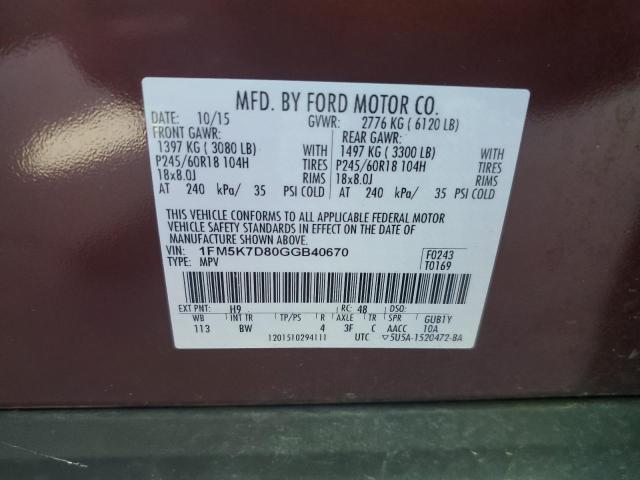 MFD. BY FORD MOTOR CO.
DATE: 10/15 GVWR: 2776 KG ( 6120 LB)
FRONT GAWR: REAR GAWR:
1397 KG ( 3080 LB) WITH 1497 KG ( 3300 LB) WITH
P245/60R18 104H TIRES P245/60R18 104H TIRES
18x8.0J RIMS 18x8.0J RIMS
AT 240 kPa/ 35 PSI COLD AT 240 kPa/ 35 PSI COLD
THIS VEHICLE CONFORMS TO ALL APPLICABLE FEDERAL MOTOR
VEHICLE SAFETY STANDARDS IN EFFECT ON THE DATE OF
MANUFACTURE SHOWN ABOVE.
VIN: 1FM5K7D80GGB40670 F0243
TYPE: MPV T0169
EXT PNT: H9 RC: 48 DSO:
WB INT TR TP/PS R AXLE TR SPR GUB1Y
113 BW 4 3F C AACC 10A
1201510294111 UTC ▽5U5A-1520472-BA